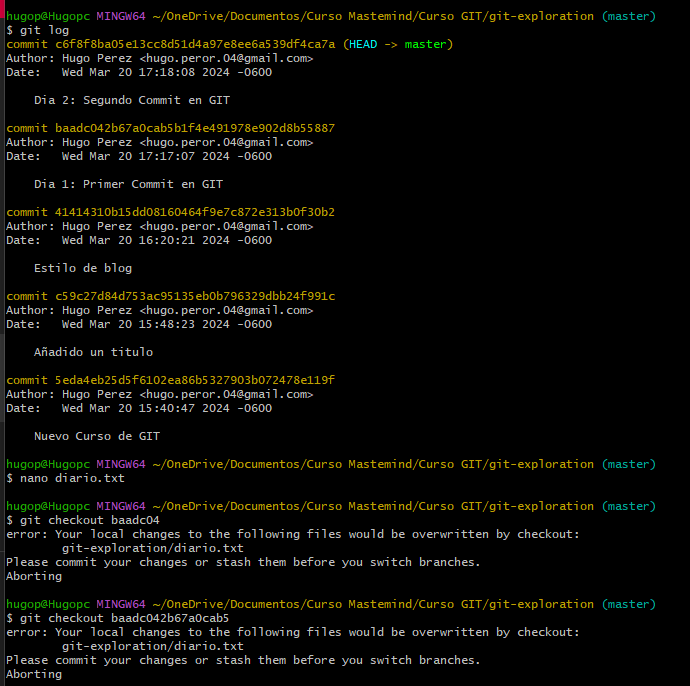 hugop@Hugopc MINGW64 ~/OneDrive/Documentos/Curso Mastemind/Curso GIT/git-exploration (master)
$ git log
commit c6f8f8ba05e13cc8d51d4a97e8ee6a539df4ca7a (HEAD -> master)
Author: Hugo Perez <hugo.peror.04@gmail.com>
Date:   Wed Mar 20 17:18:08 2024 -0600

    Dia 2: Segundo Commit en GIT

commit baadc042b67a0cab5b1f4e491978e902d8b55887
Author: Hugo Perez <hugo.peror.04@gmail.com>
Date:   Wed Mar 20 17:17:07 2024 -0600

    Dia 1: Primer Commit en GIT

commit 41414310b15dd08160464f9e7c872e313b0f30b2
Author: Hugo Perez <hugo.peror.04@gmail.com>
Date:   Wed Mar 20 16:20:21 2024 -0600

    Estilo de blog

commit c59c27d84d753ac95135eb0b796329dbb24f991c
Author: Hugo Perez <hugo.peror.04@gmail.com>
Date:   Wed Mar 20 15:48:23 2024 -0600

    Añadido un titulo

commit 5eda4eb25d5f6102ea86b5327903b072478e119f
Author: Hugo Perez <hugo.peror.04@gmail.com>
Date:   Wed Mar 20 15:40:47 2024 -0600

    Nuevo Curso de GIT

hugop@Hugopc MINGW64 ~/OneDrive/Documentos/Curso Mastemind/Curso GIT/git-exploration (master)
$ nano diario.txt

hugop@Hugopc MINGW64 ~/OneDrive/Documentos/Curso Mastemind/Curso GIT/git-exploration (master)
$ git checkout baadc04
error: Your local changes to the following files would be overwritten by checkout:
        git-exploration/diario.txt
Please commit your changes or stash them before you switch branches.
Aborting

hugop@Hugopc MINGW64 ~/OneDrive/Documentos/Curso Mastemind/Curso GIT/git-exploration (master)
$ git checkout baadc042b67a0cab5
error: Your local changes to the following files would be overwritten by checkout:
        git-exploration/diario.txt
Please commit your changes or stash them before you switch branches.
Aborting